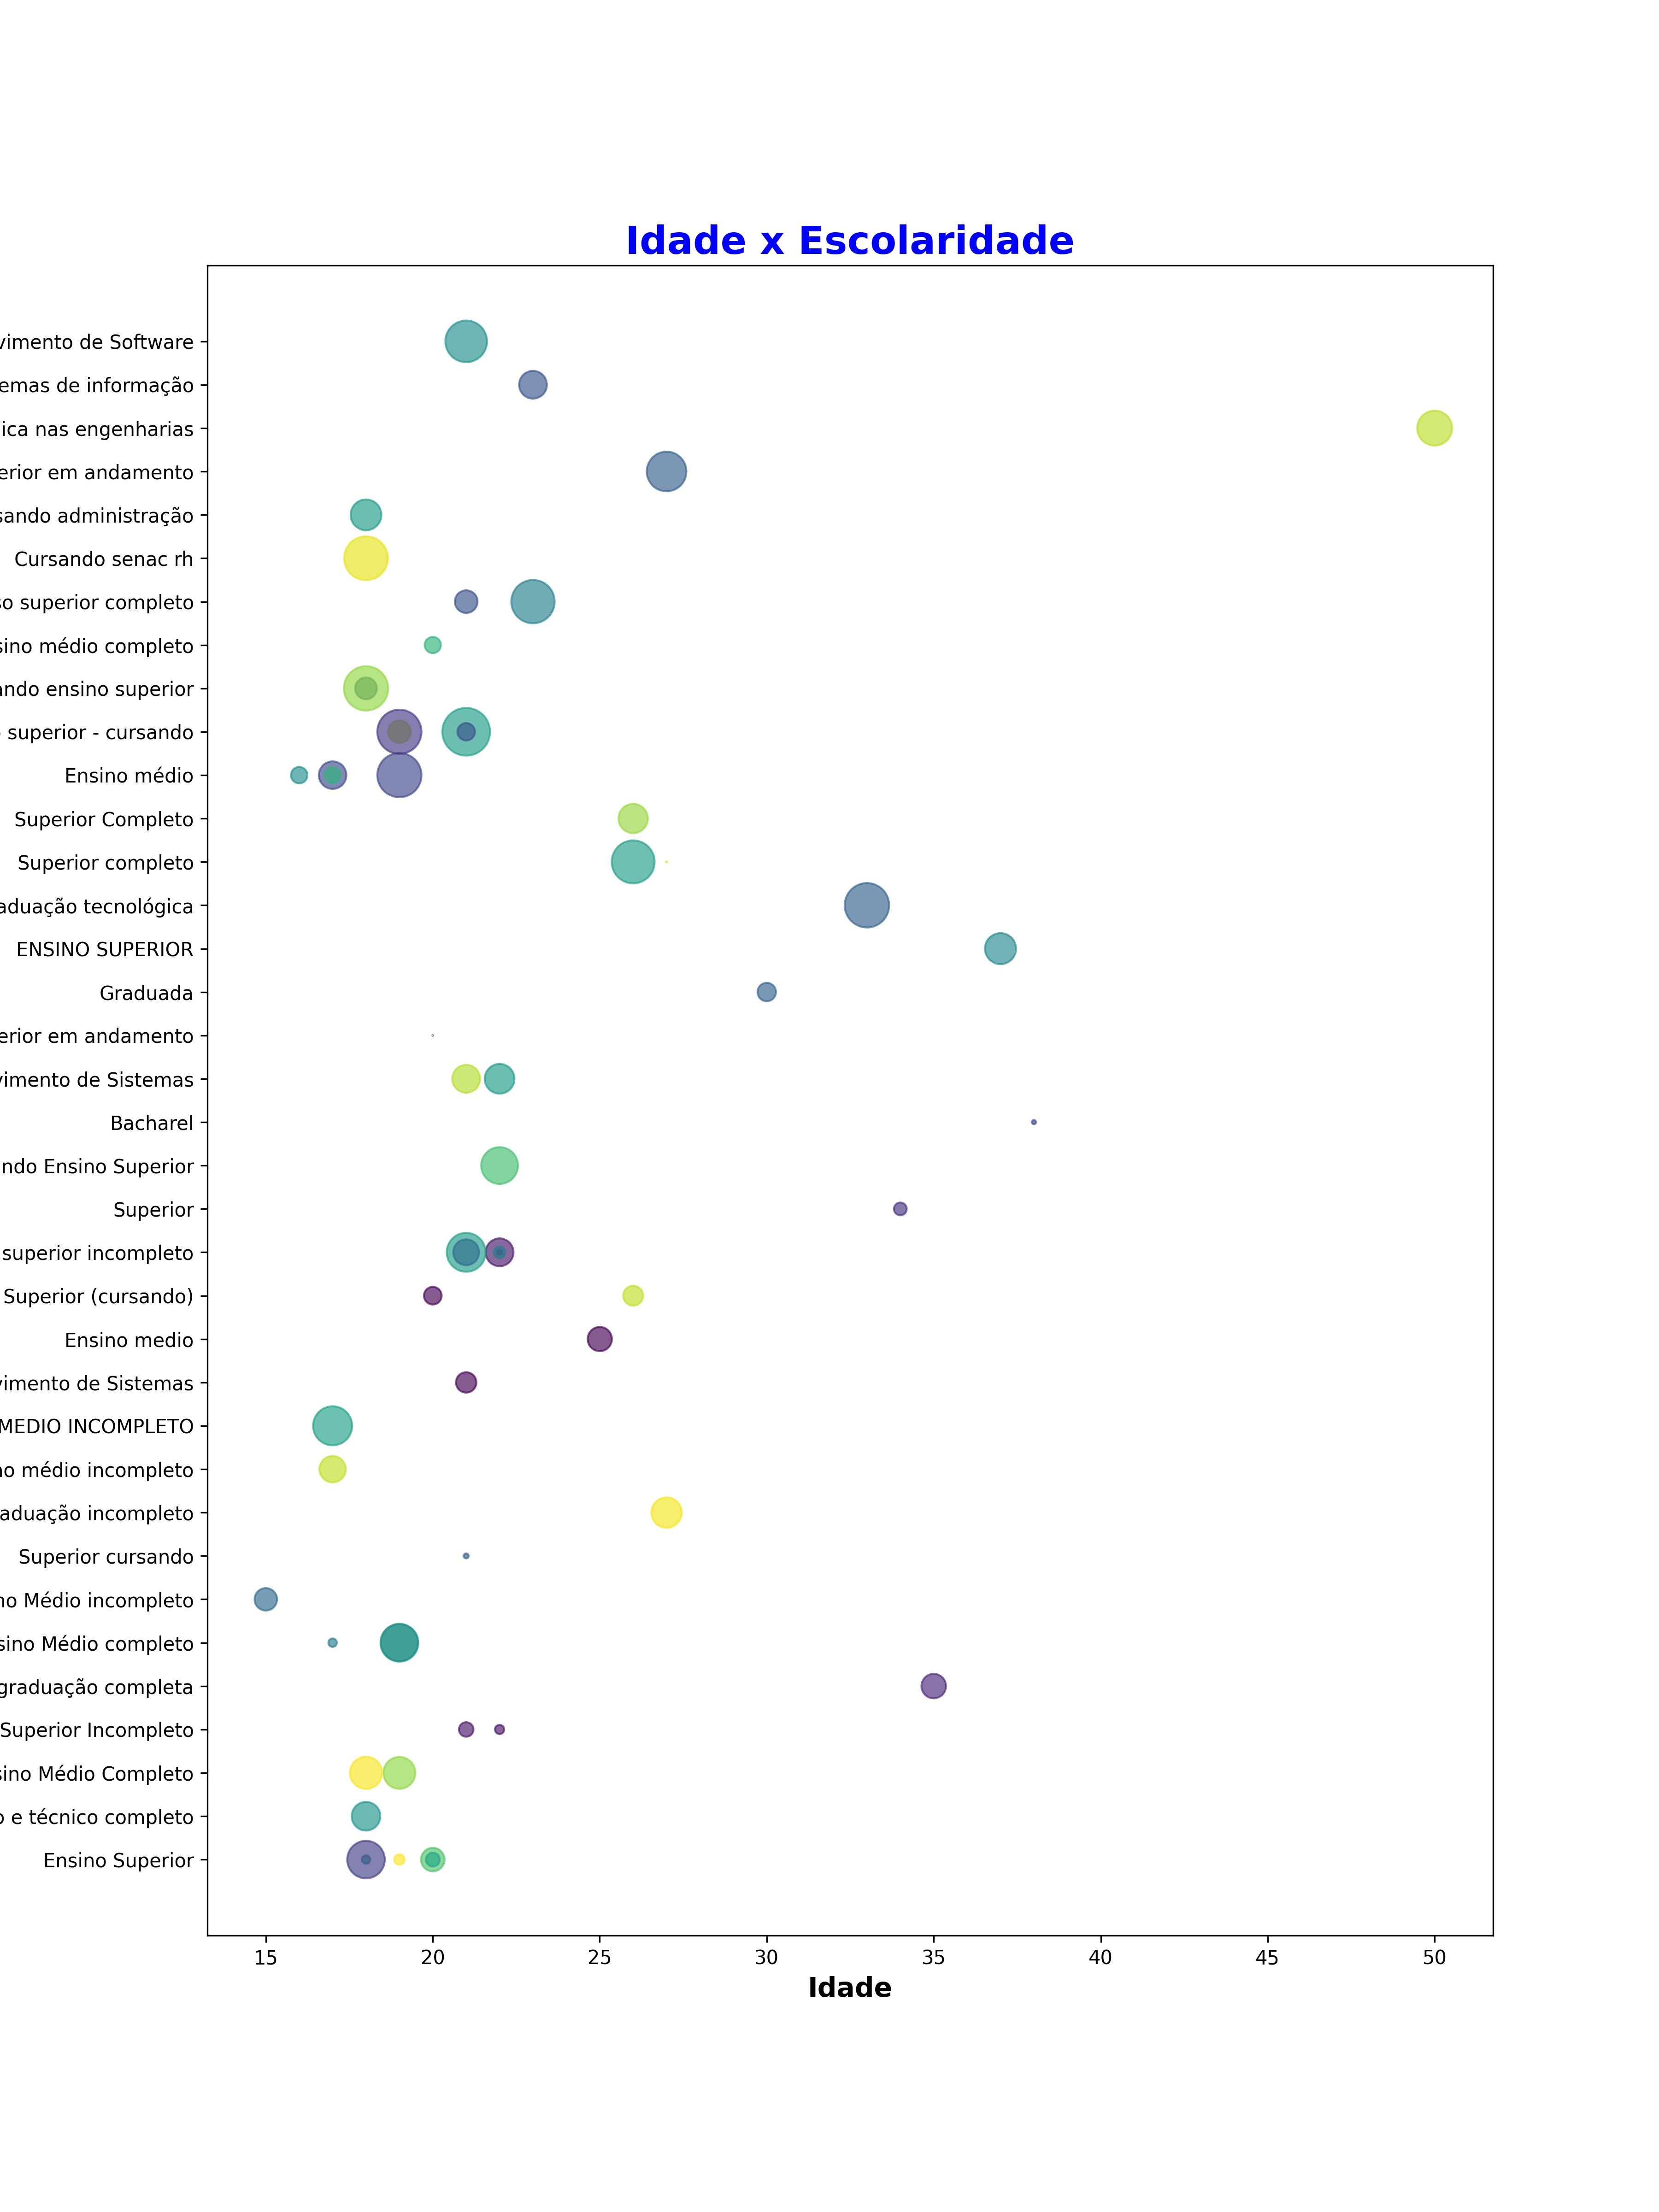 Idade x Escolaridade
vimento de Software
emas de informação
ica nas engenharias
erior em andamento
sando administração
Cursando senac rh
so superior completo
sino médio completo
ando ensino superior
superior - cursando
Ensino médio
Superior Completo
Superior completo
aduação tecnológica
ENSINO SUPERIOR
Graduada
erior em andamento
vimento de Sistemas
Bacharel
ndo Ensino Superior
Superior
superior incompleto
Superior (cursando)
Ensino medio
vimento de Sistemas
MEDIO INCOMPLETO
no médio incompleto
aduação incompleto
Superior cursando
no Médio incompleto
sino Médio completo
graduação completa
Superior Incompleto
sino Médio Completo
o e técnico completo
Ensino Superior
15 20 25 30 35 40 45 50
Idade